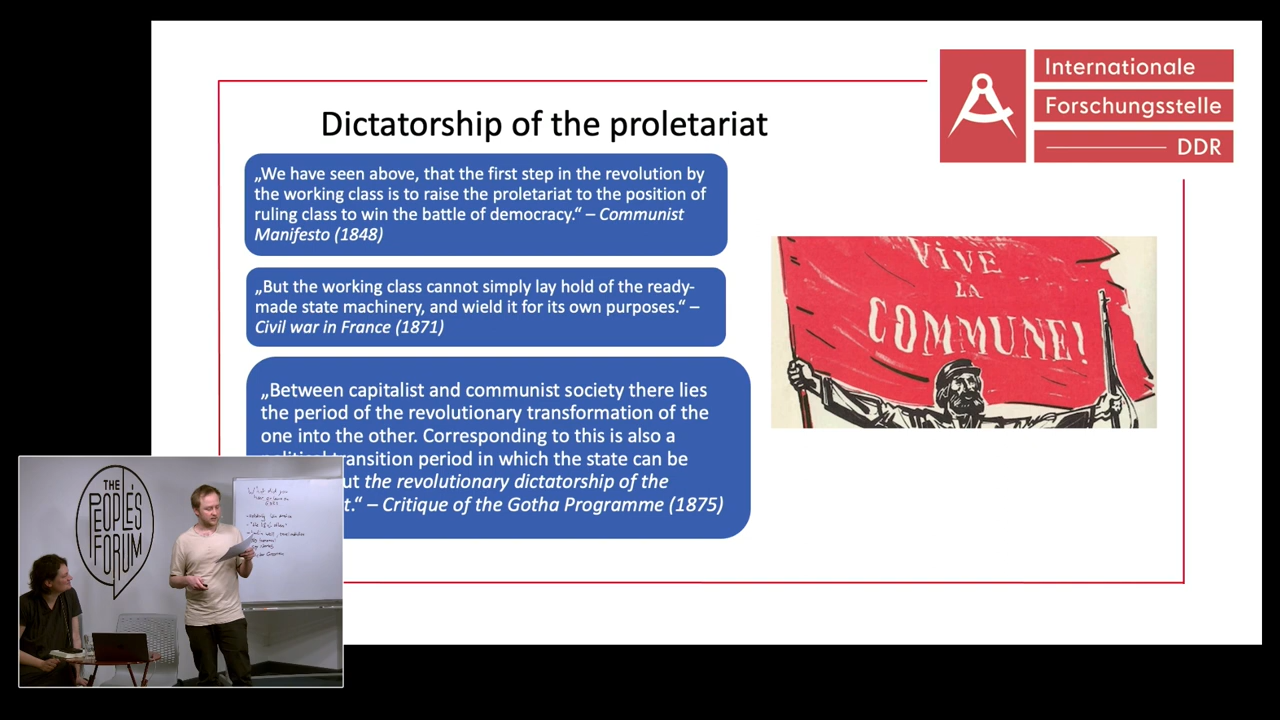 Internationale
Forschungsstelle
DDR
Dictatorship of the proletariat
„We have seen above, that the first step in the revolution by
the working class is to raise the proletariat to the position of
ruling class to win the battle of democracy.“ – Communist
Manifesto (1848)
„But the working class cannot simply lay hold of the ready-
made state machinery, and wield it for its own purposes.“ –
Civil war in France (1871)
„Between capitalist and communist society there lies
the period of the revolutionary transformation of the
one into the other. Corresponding to this is also a
transition period in which the state can be
the revolutionary dictatorship of the
“ – Critique of the Gotha Programme (1875)
VIVE
LA
COMMUNE!
THE
PEOPLE'S
FORUM
What did you